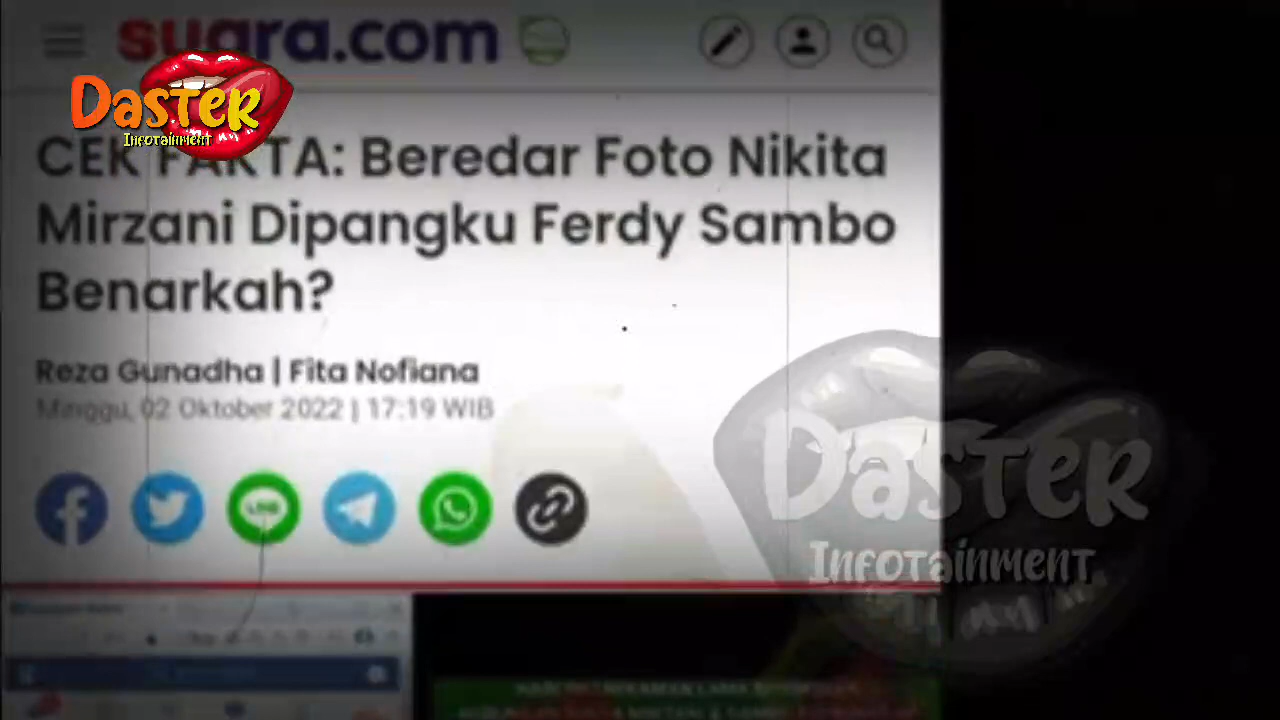 suara.com
DASTER
INFOTAINMENT
CEK FAKTA: Beredar Foto Nikita
Mirzani Dipangku Ferdy Sambo
Benarkah?
Reza Gunadha | Fita Nofiana
Minggu, 02 Oktober 2022 | 17:19 WIB
LINE
DASTER
INFOTAINMENT